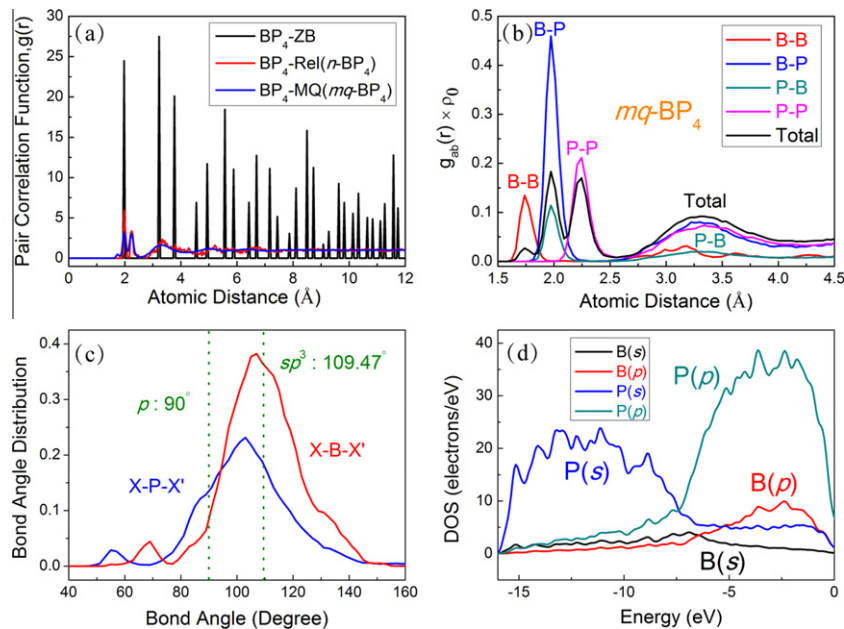 (a)
BP₄-ZB
BP₄-Rel(n-BP₄)
BP₄-MQ(mq-BP₄)
Pair Correlation Function,g(r)
30
25
20
15
10
5
0
0 2 4 6 8 10 12
Atomic Distance (Å)
(b)
B-P
B-B
B-P
P-B
P-P
Total
mq-BP₄
P-P
B-B
Total
P-B
g_ab(r) × ρ₀
0.5
0.4
0.3
0.2
0.1
0.0
1.5 2.0 2.5 3.0 3.5 4.0 4.5
Atomic Distance (Å)
(c)
sp³ : 109.47°
p : 90°
X-B-X'
X-P-X'
Bond Angle Distribution
0.4
0.3
0.2
0.1
0.0
40 60 80 100 120 140 160
Bond Angle (Degree)
(d)
B(s)
B(p)
P(s)
P(p)
P(p)
P(s)
B(p)
B(s)
DOS (electrons/eV)
40
30
20
10
0
-15 -10 -5 0
Energy (eV)